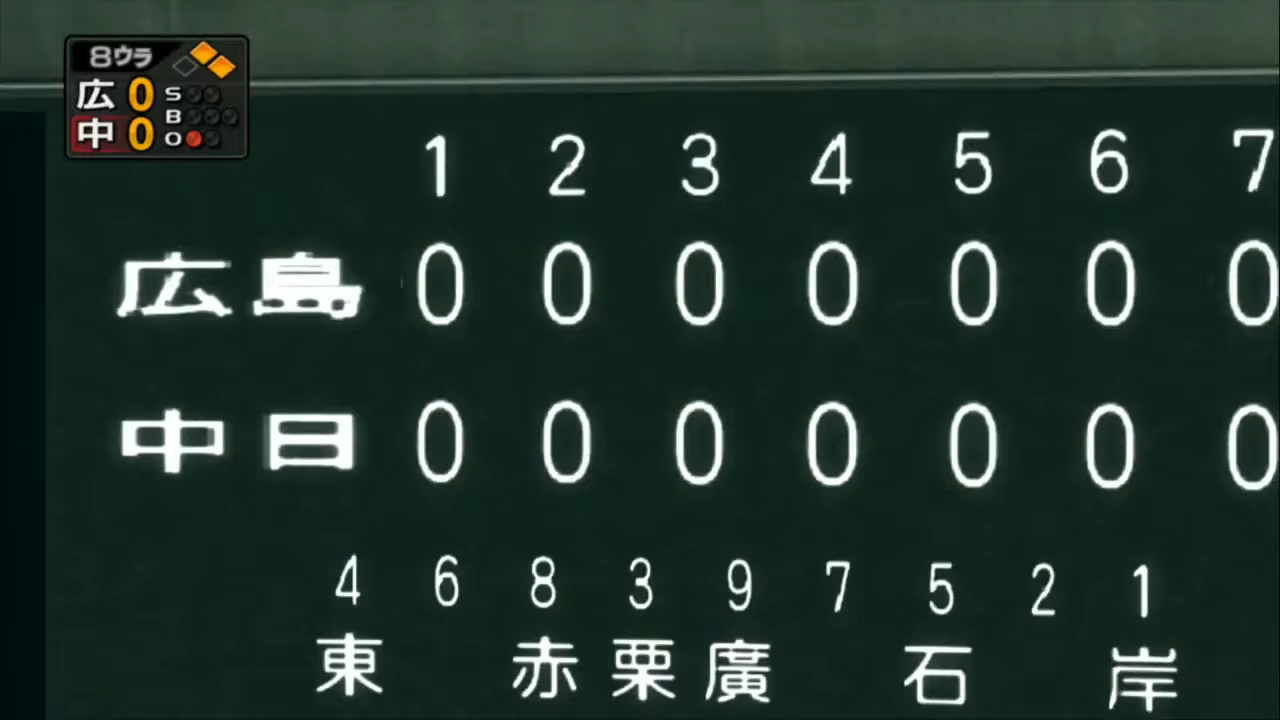 8ウラ
広 0 S
B
中 0 O
1 2 3 4 5 6 7
広島 0 0 0 0 0 0 0
中日 0 0 0 0 0 0 0
4 6 8 3 9 7 5 2 1
東 赤 栗 廣 石 岸